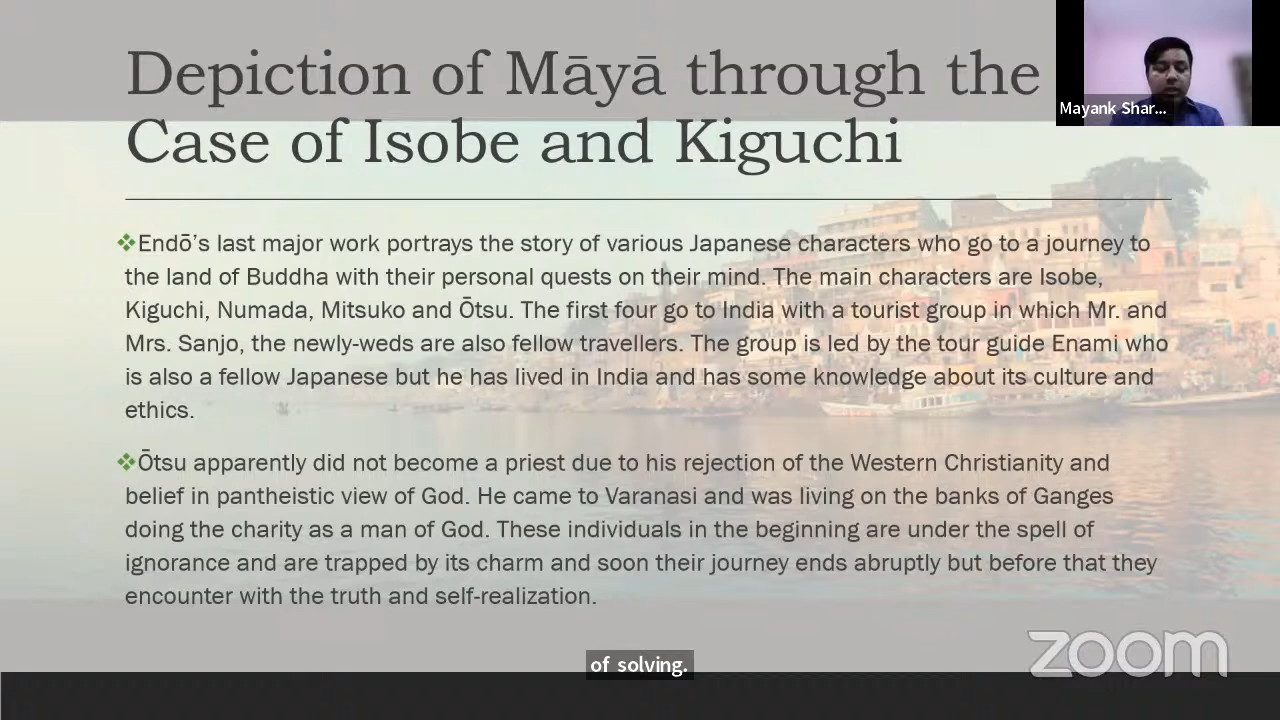 Depiction of Māyā through the
Case of Isobe and Kiguchi
Mayank Shar...
❖Endō’s last major work portrays the story of various Japanese characters who go to a journey to
the land of Buddha with their personal quests on their mind. The main characters are Isobe,
Kiguchi, Numada, Mitsuko and Ōtsu. The first four go to India with a tourist group in which Mr. and
Mrs. Sanjo, the newly-weds are also fellow travellers. The group is led by the tour guide Enami who
is also a fellow Japanese but he has lived in India and has some knowledge about its culture and
ethics.
❖Ōtsu apparently did not become a priest due to his rejection of the Western Christianity and
belief in pantheistic view of God. He came to Varanasi and was living on the banks of Ganges
doing the charity as a man of God. These individuals in the beginning are under the spell of
ignorance and are trapped by its charm and soon their journey ends abruptly but before that they
encounter with the truth and self-realization.
zoom
of solving.